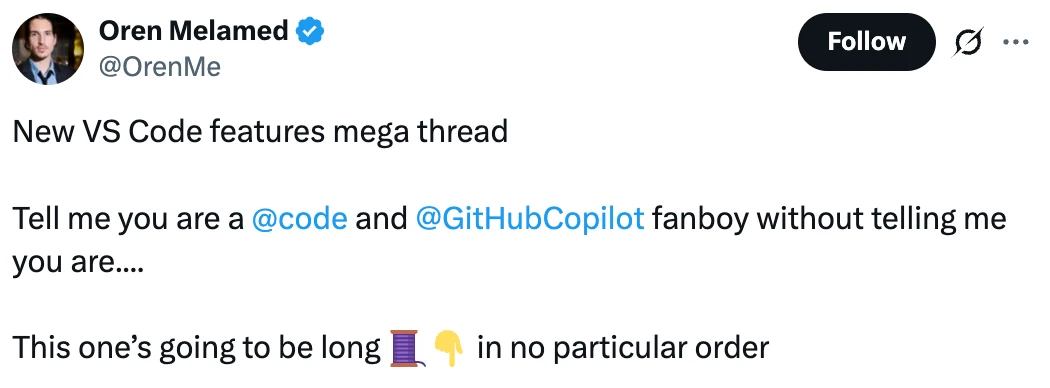 Oren Melamed
@OrenMe
Follow
New VS Code features mega thread
Tell me you are a @code and @GitHubCopilot fanboy without telling me
you are....
This one’s going to be long 🧵👇 in no particular order